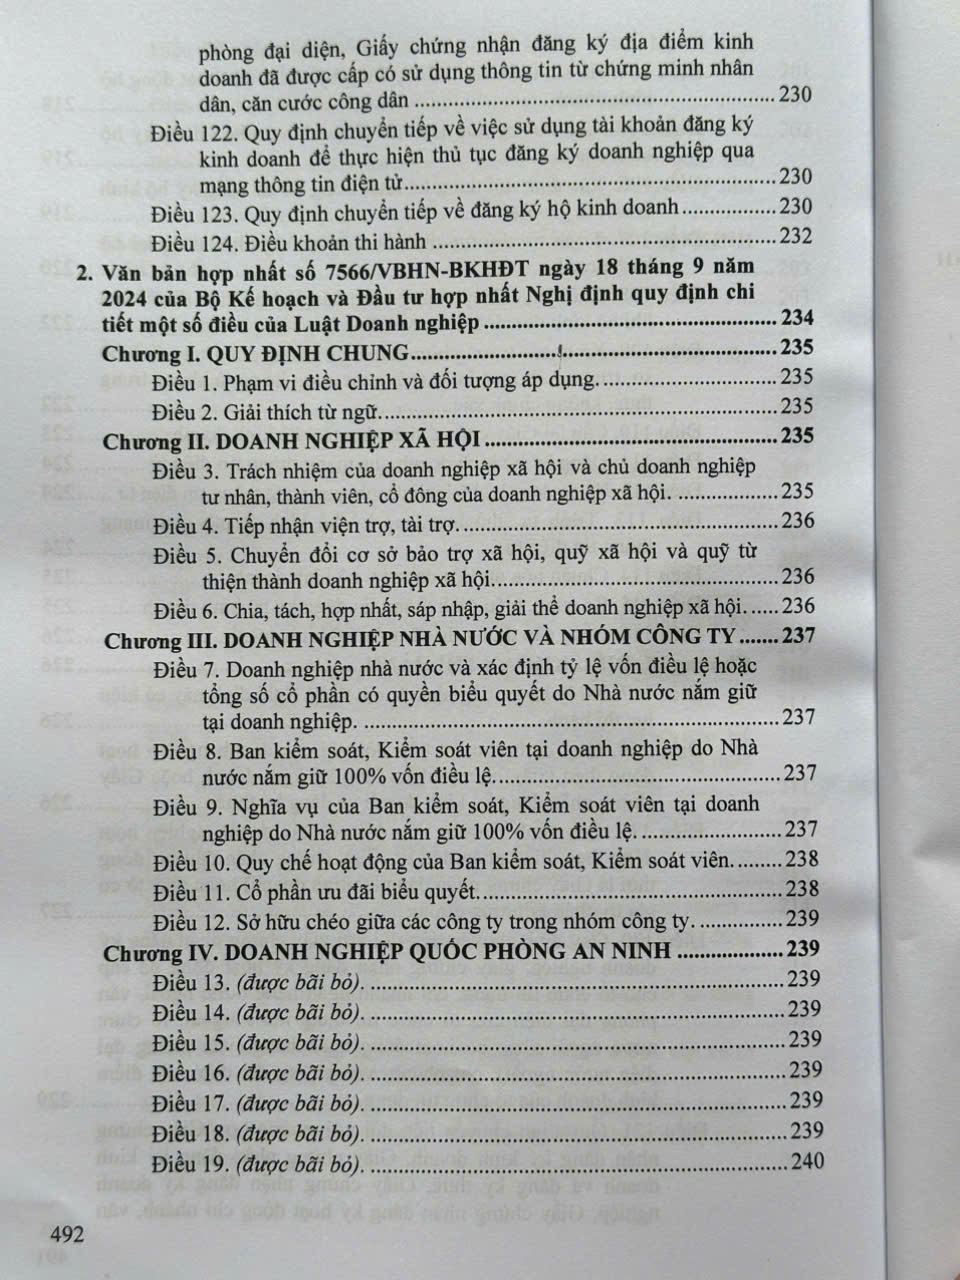 phòng đại diện, Giấy chứng nhận đăng ký địa điểm kinh
doanh đã được cấp có sử dụng thông tin từ chứng minh nhân
dân, căn cước công dân ........................................................ 230
Điều 122. Quy định chuyển tiếp về việc sử dụng tài khoản đăng ký
kinh doanh để thực hiện thủ tục đăng ký doanh nghiệp qua
mạng thông tin điện tử........................................................ 230
Điều 123. Quy định chuyển tiếp về đăng ký hộ kinh doanh .............. 230
Điều 124. Điều khoản thi hành ...................................................... 232
2. Văn bản hợp nhất số 7566/VBHN-BKHĐT ngày 18 tháng 9 năm
2024 của Bộ Kế hoạch và Đầu tư hợp nhất Nghị định quy định chi
tiết một số điều của Luật Doanh nghiệp ............................................. 234
Chương I. QUY ĐỊNH CHUNG........................................................ 235
Điều 1. Phạm vi điều chỉnh và đối tượng áp dụng. .......................... 235
Điều 2. Giải thích từ ngữ............................................................. 235
Chương II. DOANH NGHIỆP XÃ HỘI ............................................. 235
Điều 3. Trách nhiệm của doanh nghiệp xã hội và chủ doanh nghiệp
tư nhân, thành viên, cổ đông của doanh nghiệp xã hội. ................ 235
Điều 4. Tiếp nhận viện trợ, tài trợ. ................................................ 236
Điều 5. Chuyển đổi cơ sở bảo trợ xã hội, quỹ xã hội và quỹ từ
thiện thành doanh nghiệp xã hội............................................ 236
Điều 6. Chia, tách, hợp nhất, sáp nhập, giải thể doanh nghiệp xã hội. .... 236
Chương III. DOANH NGHIỆP NHÀ NƯỚC VÀ NHÓM CÔNG TY ....... 237
Điều 7. Doanh nghiệp nhà nước và xác định tỷ lệ vốn điều lệ hoặc
tổng số cổ phần có quyền biểu quyết do Nhà nước nắm giữ
tại doanh nghiệp. ............................................................. 237
Điều 8. Ban kiểm soát, Kiểm soát viên tại doanh nghiệp do Nhà
nước nắm giữ 100% vốn điều lệ............................................ 237
Điều 9. Nghĩa vụ của Ban kiểm soát, Kiểm soát viên tại doanh
nghiệp do Nhà nước nắm giữ 100% vốn điều lệ. ..................... 237
Điều 10. Quy chế hoạt động của Ban kiểm soát, Kiểm soát viên. ....... 238
Điều 11. Cổ phần ưu đãi biểu quyết............................................... 238
Điều 12. Sở hữu chéo giữa các công ty trong nhóm công ty. ............. 239
Chương IV. DOANH NGHIỆP QUỐC PHÒNG AN NINH ................. 239
Điều 13. (được bãi bỏ). ............................................................... 239
Điều 14. (được bãi bỏ). ............................................................... 239
Điều 15. (được bãi bỏ). ............................................................... 239
Điều 16. (được bãi bỏ). ............................................................... 239
Điều 17. (được bãi bỏ). ............................................................... 239
Điều 18. (được bãi bỏ). ............................................................... 239
Điều 19. (được bãi bỏ). ............................................................... 240
492